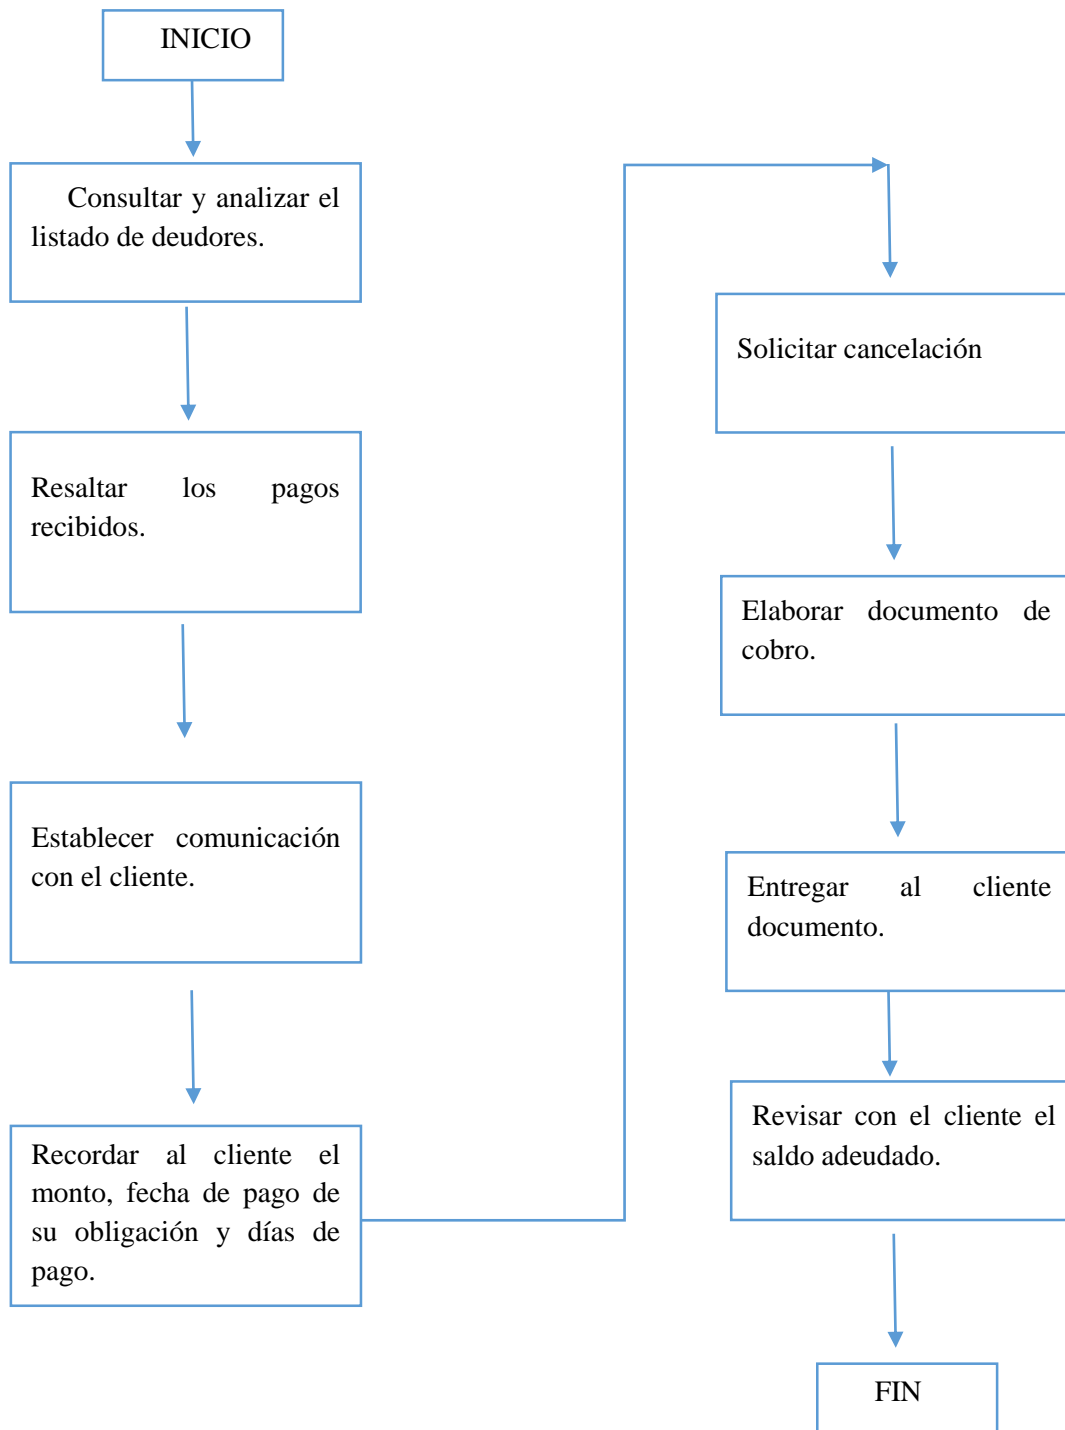 INICIO
Consultar y analizar el
listado de deudores.
Resaltar los pagos
recibidos.
Establecer comunicación
con el cliente.
Recordar al cliente el
monto, fecha de pago de
su obligación y días de
pago.
Solicitar cancelación
Elaborar documento de
cobro.
Entregar al cliente
documento.
Revisar con el cliente el
saldo adeudado.
FIN